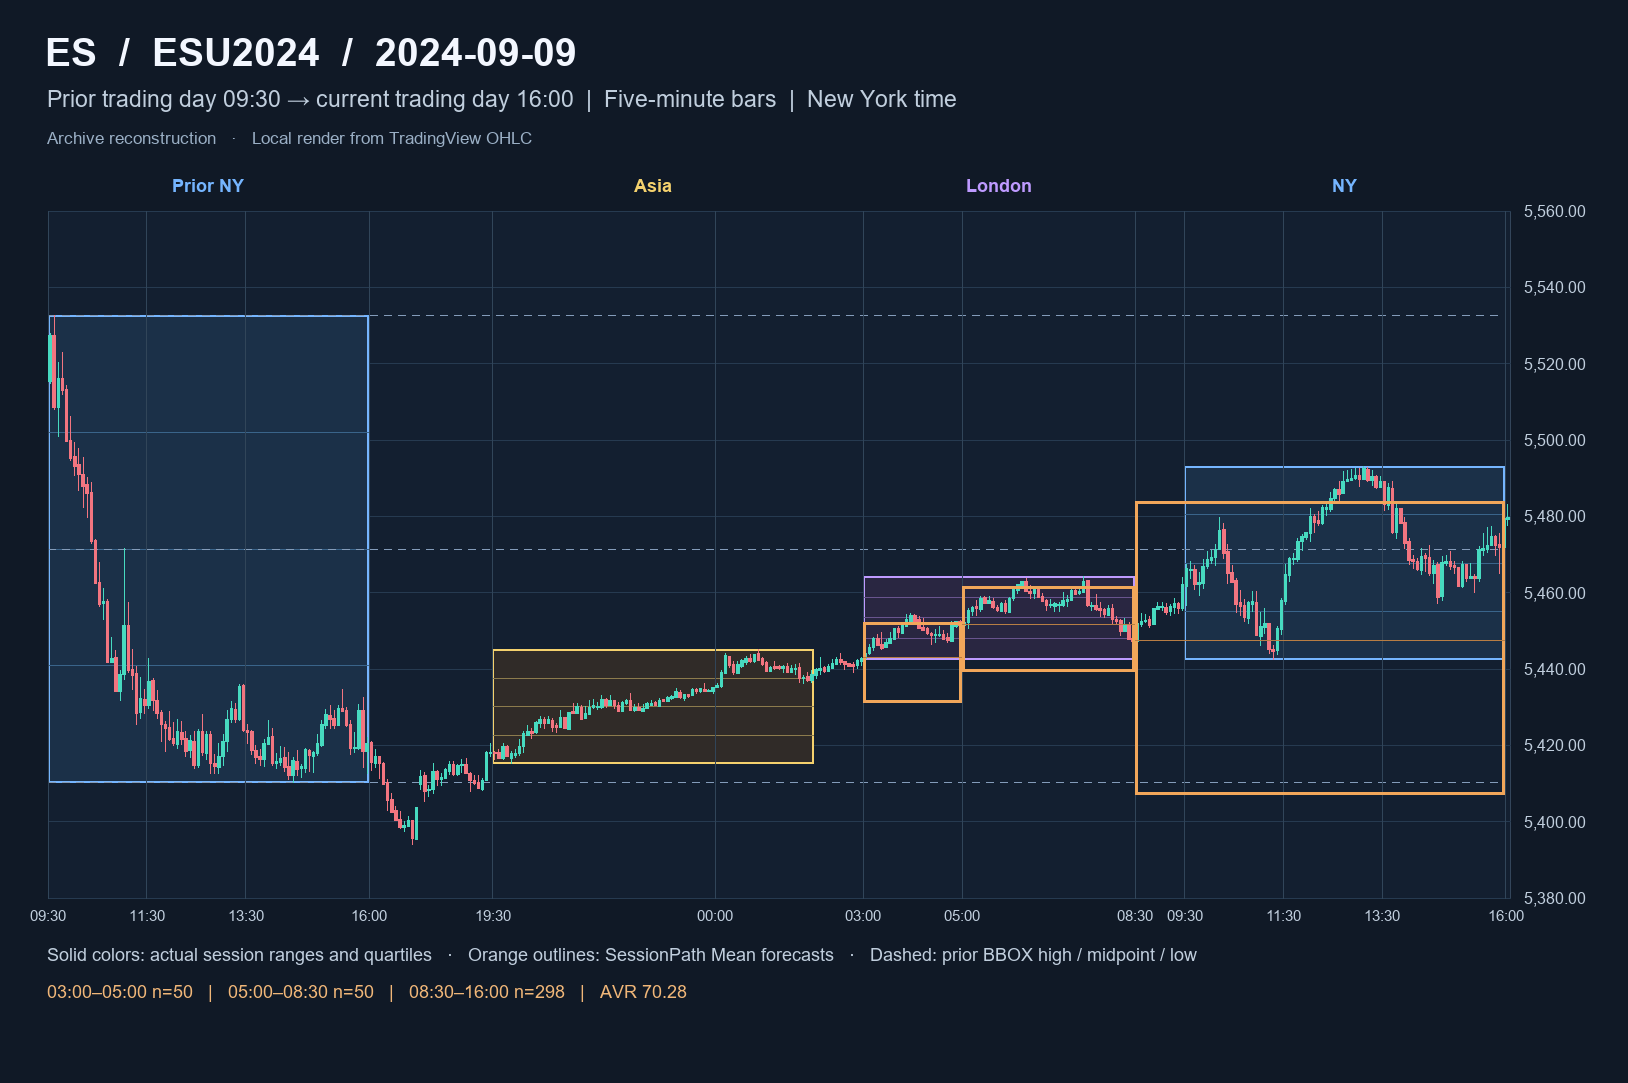 ES / ESU2024 / 2024-09-09
Prior trading day 09:30 → current trading day 16:00 | Five-minute bars | New York time
Archive reconstruction · Local render from TradingView OHLC
Prior NY Asia London NY
5,560.00
5,540.00
5,520.00
5,500.00
5,480.00
5,460.00
5,440.00
5,420.00
5,400.00
5,380.00
09:30 11:30 13:30 16:00 19:30 00:00 03:00 05:00 08:30 09:30 11:30 13:30 16:00
Solid colors: actual session ranges and quartiles · Orange outlines: SessionPath Mean forecasts · Dashed: prior BBOX high / midpoint / low
03:00–05:00 n=50 | 05:00–08:30 n=50 | 08:30–16:00 n=298 | AVR 70.28